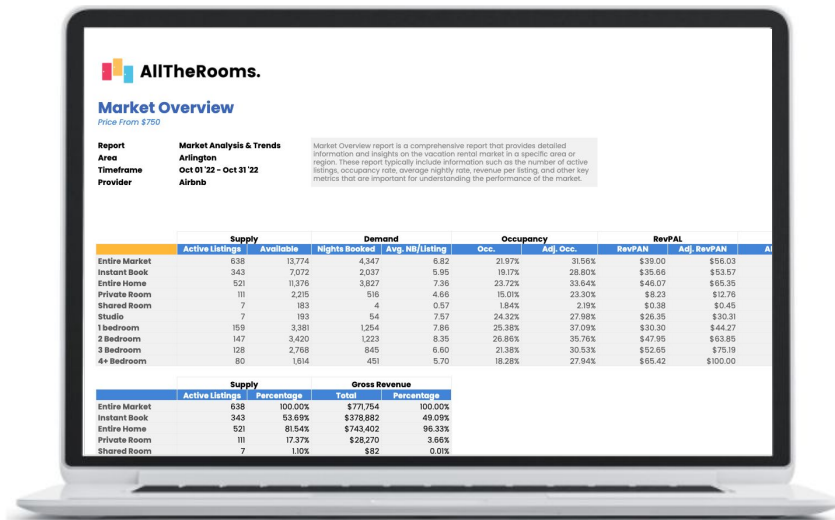 AllTheRooms.
Market Overview
Price From $750
Report Market Analysis & Trends
Area Arlington
Timeframe Oct 01 '22 - Oct 31 '22
Provider Airbnb
Market Overview report is a comprehensive report that provides detailed
information and insights on the vacation rental market in a specific area or
region. These report typically include information such as the number of active
listings, occupancy rate, average nightly rate, revenue per listing, and other key
metrics that are important for understanding the performance of the market.
Supply Demand Occupancy RevPAL
Active Listings Available Nights Booked Avg. NB/Listing Occ. Adj. Occ. RevPAN Adj. RevPAN
Entire Market 638 13,774 4,347 6.82 21.97% 31.56% $39.00 $56.03
Instant Book 343 7,072 2,037 5.95 19.17% 28.80% $35.66 $53.57
Entire Home 521 11,376 3,827 7.36 23.72% 33.64% $46.07 $65.35
Private Room 111 2,215 516 4.66 15.01% 23.30% $8.23 $12.76
Shared Room 7 183 4 0.57 1.84% 2.19% $0.38 $0.45
Studio 7 193 54 7.57 24.32% 27.98% $26.35 $30.31
1 bedroom 159 3,381 1,254 7.86 25.38% 37.09% $30.30 $44.27
2 Bedroom 147 3,420 1,223 8.35 26.86% 35.76% $47.95 $63.85
3 Bedroom 128 2,768 845 6.60 21.38% 30.53% $52.65 $75.19
4+ Bedroom 80 1,614 451 5.70 18.28% 27.94% $65.42 $100.00
Supply Gross Revenue
Active Listings Percentage Total Percentage
Entire Market 638 100.00% $771,754 100.00%
Instant Book 343 53.69% $378,882 49.09%
Entire Home 521 81.54% $743,402 96.33%
Private Room 111 17.37% $28,270 3.66%
Shared Room 7 1.10% $82 0.01%